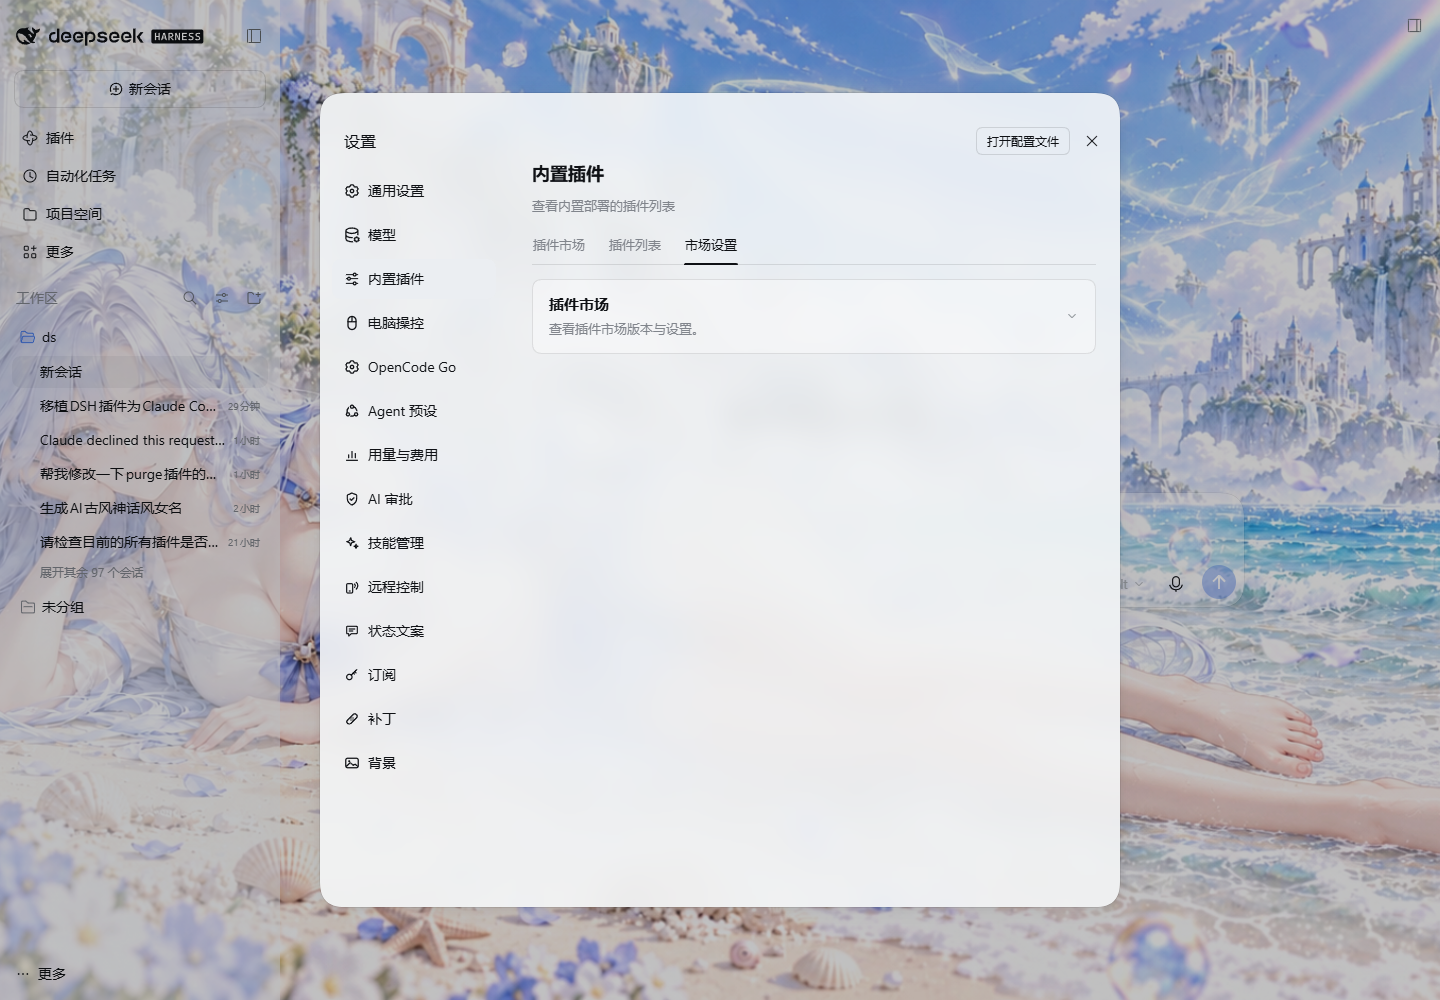 deepseek HARNESS
新会话
插件
自动化任务
项目空间
更多
工作区
ds
新会话
移植DSH插件为Claude Co... 29分钟
Claude declined this request... 1小时
帮我修改一下purge插件的... 1小时
生成AI古风神话风女名 2小时
请检查目前的所有插件是否... 21小时
展开其余 97 个会话
未分组
... 更多
设置
打开配置文件
通用设置
模型
内置插件
电脑操控
OpenCode Go
Agent 预设
用量与费用
AI 审批
技能管理
远程控制
状态文案
订阅
补丁
背景
内置插件
查看内置部署的插件列表
插件市场 插件列表 市场设置
插件市场
查看插件市场版本与设置。